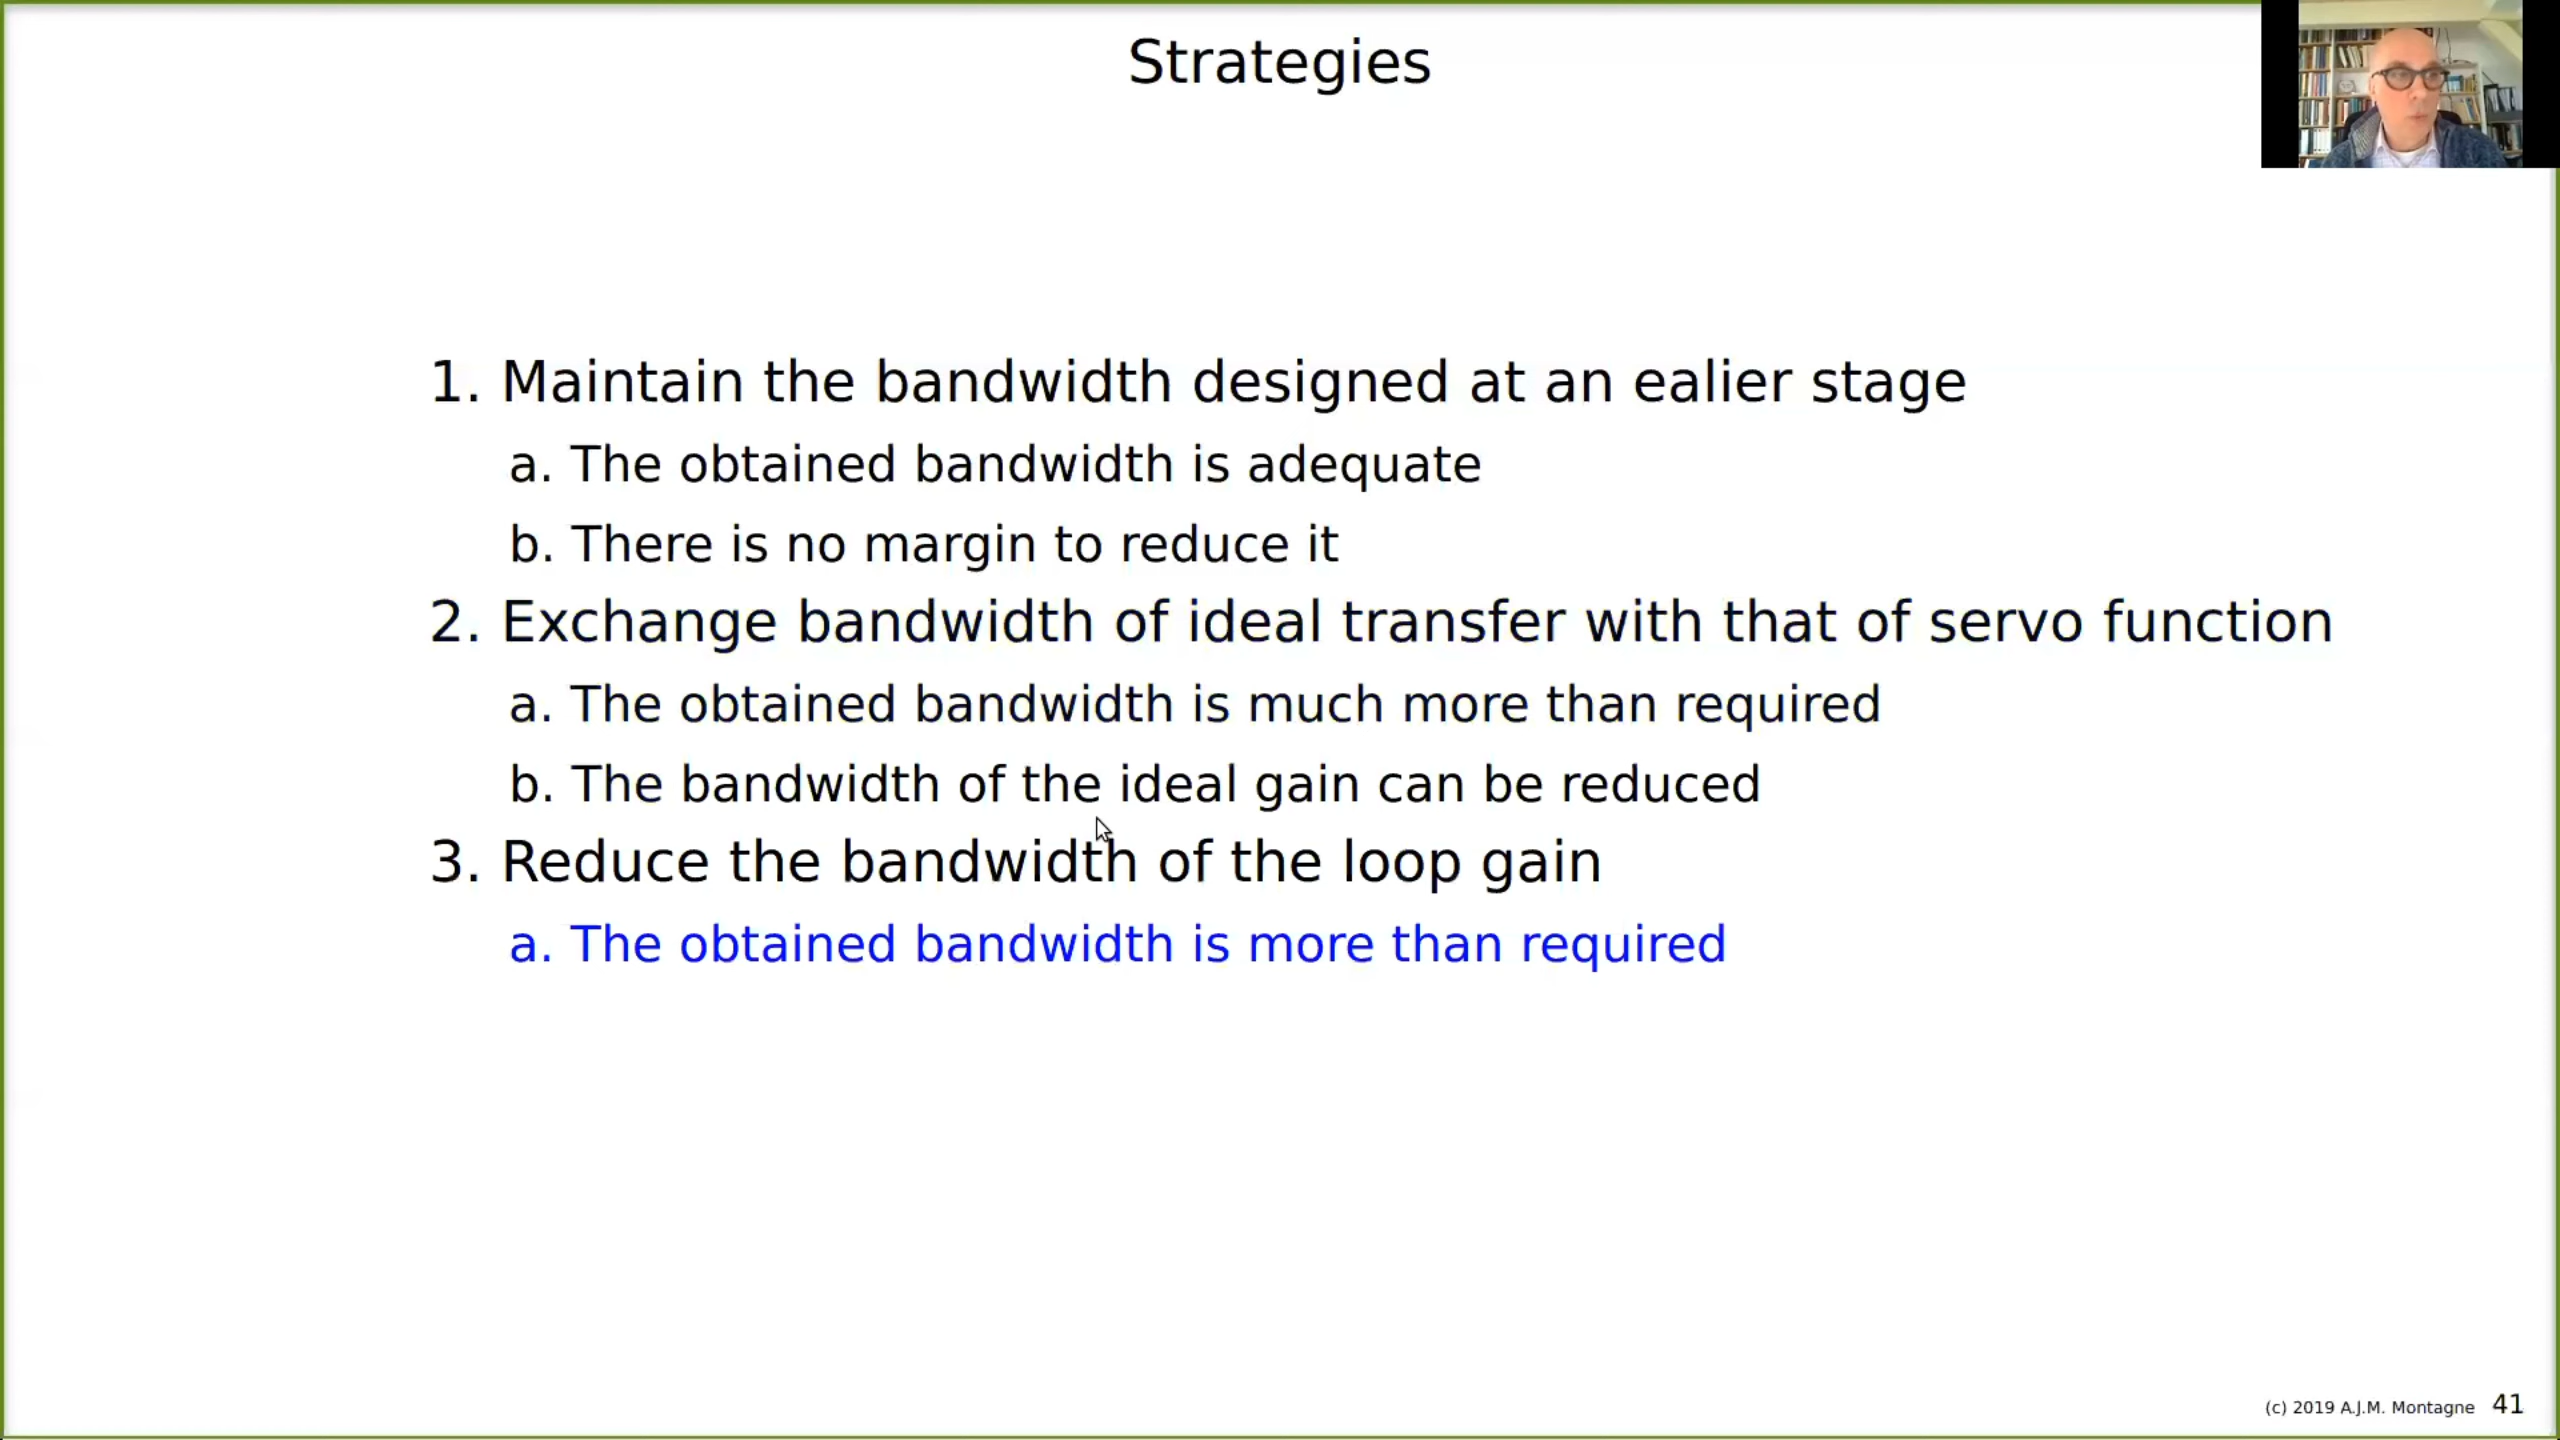 Strategies
1. Maintain the bandwidth designed at an ealier stage
a. The obtained bandwidth is adequate
b. There is no margin to reduce it
2. Exchange bandwidth of ideal transfer with that of servo function
a. The obtained bandwidth is much more than required
b. The bandwidth of the ideal gain can be reduced
3. Reduce the bandwidth of the loop gain
a. The obtained bandwidth is more than required
(c) 2019 A.J.M. Montagne 41